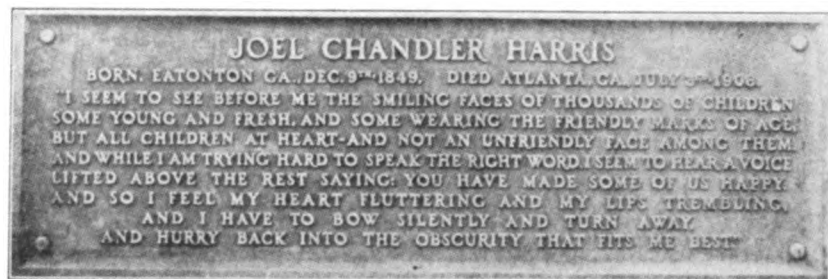 JOEL CHANDLER HARRIS
BORN, EATONTON GA., DEC. 9TH 1849. DIED ATLANTA, GA., JULY 3RD 1908.
"I SEEM TO SEE BEFORE ME THE SMILING FACES OF THOUSANDS OF CHILDREN
SOME YOUNG AND FRESH, AND SOME WEARING THE FRIENDLY MARKS OF AGE,
BUT ALL CHILDREN AT HEART-AND NOT AN UNFRIENDLY FACE AMONG THEM.
AND WHILE I AM TRYING HARD TO SPEAK THE RIGHT WORD, I SEEM TO HEAR A VOICE
LIFTED ABOVE THE REST SAYING: YOU HAVE MADE SOME OF US HAPPY.
AND SO I FEEL MY HEART FLUTTERING AND MY LIPS TREMBLING,
AND I HAVE TO BOW SILENTLY AND TURN AWAY,
AND HURRY BACK INTO THE OBSCURITY THAT FITS ME BEST."